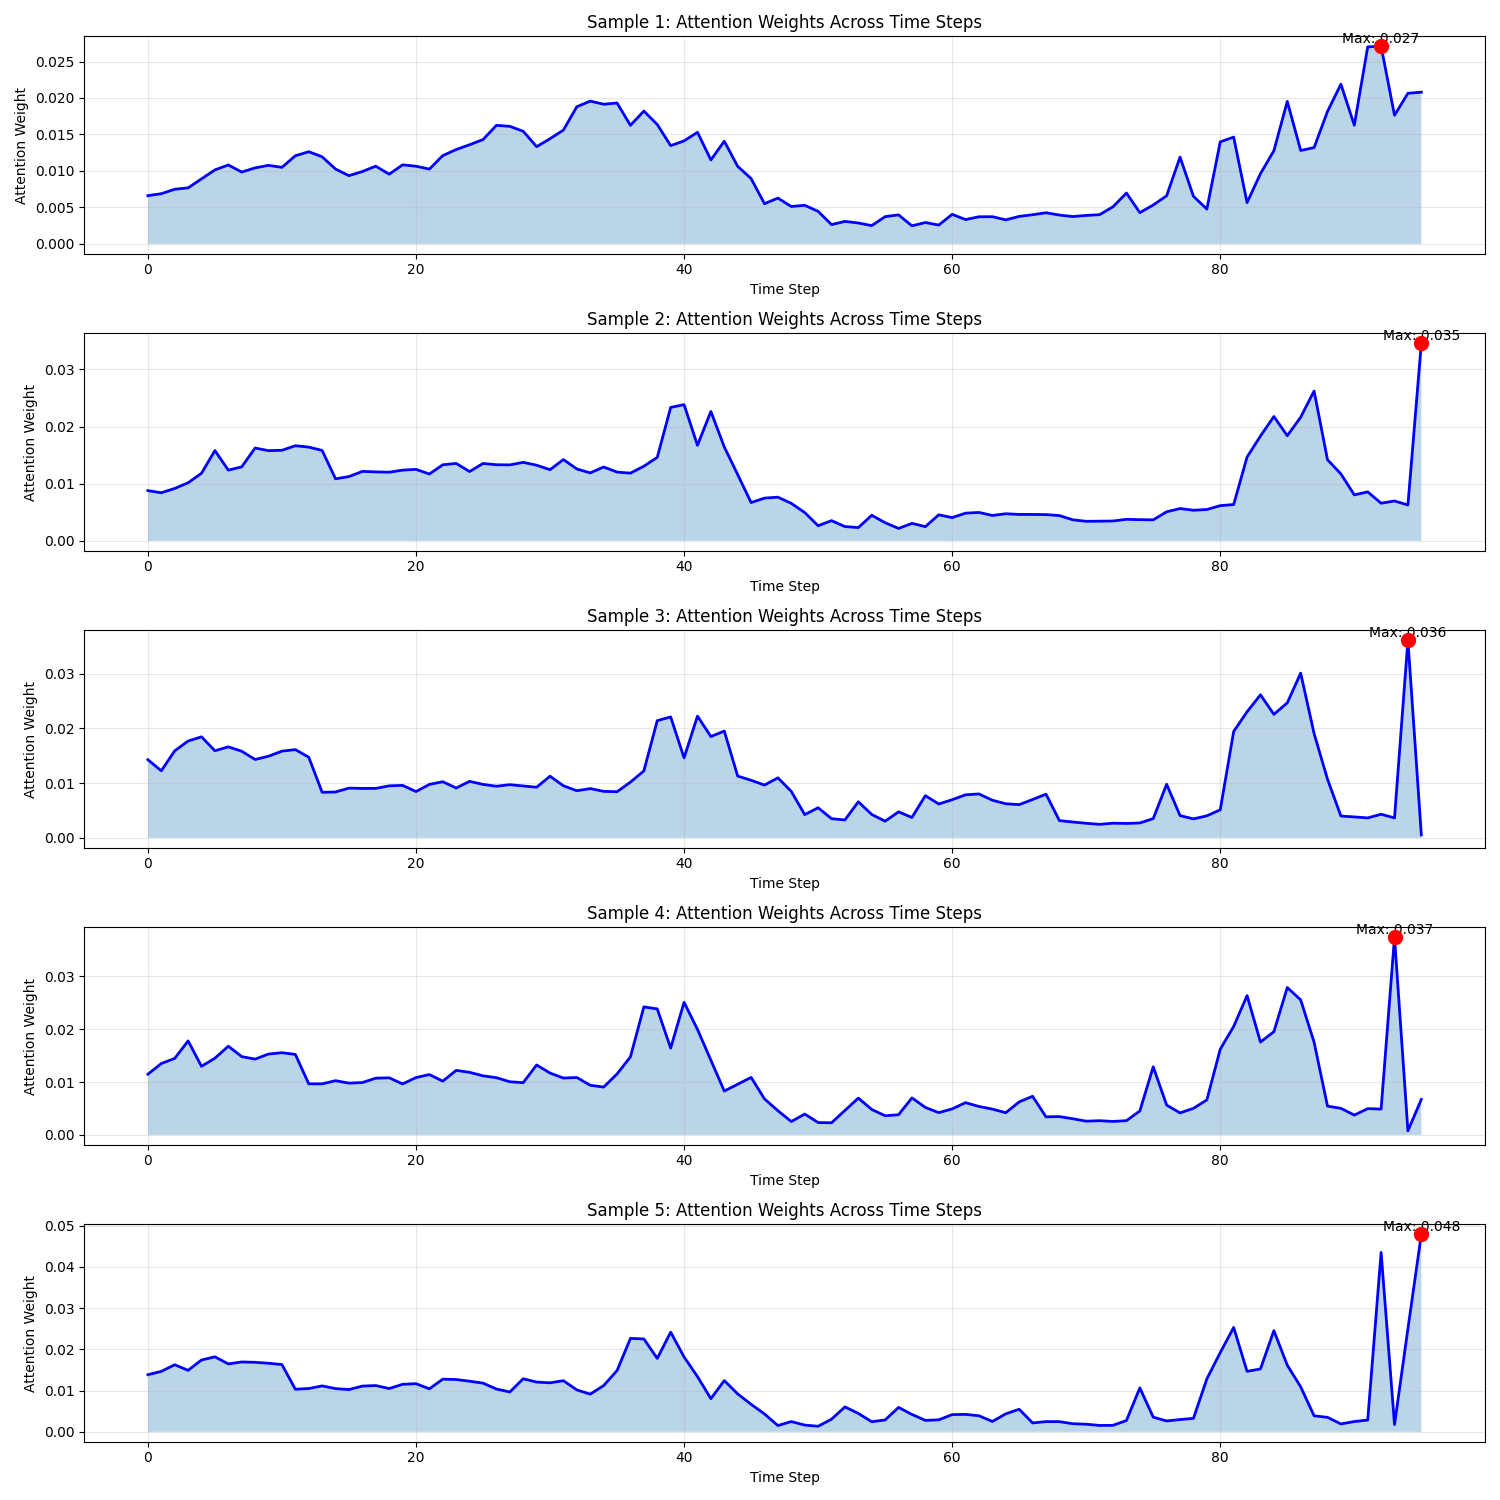 Sample 1: Attention Weights Across Time Steps
Max: 0.027
Attention Weight
0.025
0.020
0.015
0.010
0.005
0.000
0 20 40 60 80
Time Step
Sample 2: Attention Weights Across Time Steps
Max: 0.035
Attention Weight
0.03
0.02
0.01
0.00
0 20 40 60 80
Time Step
Sample 3: Attention Weights Across Time Steps
Max: 0.036
Attention Weight
0.03
0.02
0.01
0.00
0 20 40 60 80
Time Step
Sample 4: Attention Weights Across Time Steps
Max: 0.037
Attention Weight
0.03
0.02
0.01
0.00
0 20 40 60 80
Time Step
Sample 5: Attention Weights Across Time Steps
Max: 0.048
Attention Weight
0.05
0.04
0.03
0.02
0.01
0.00
0 20 40 60 80
Time Step